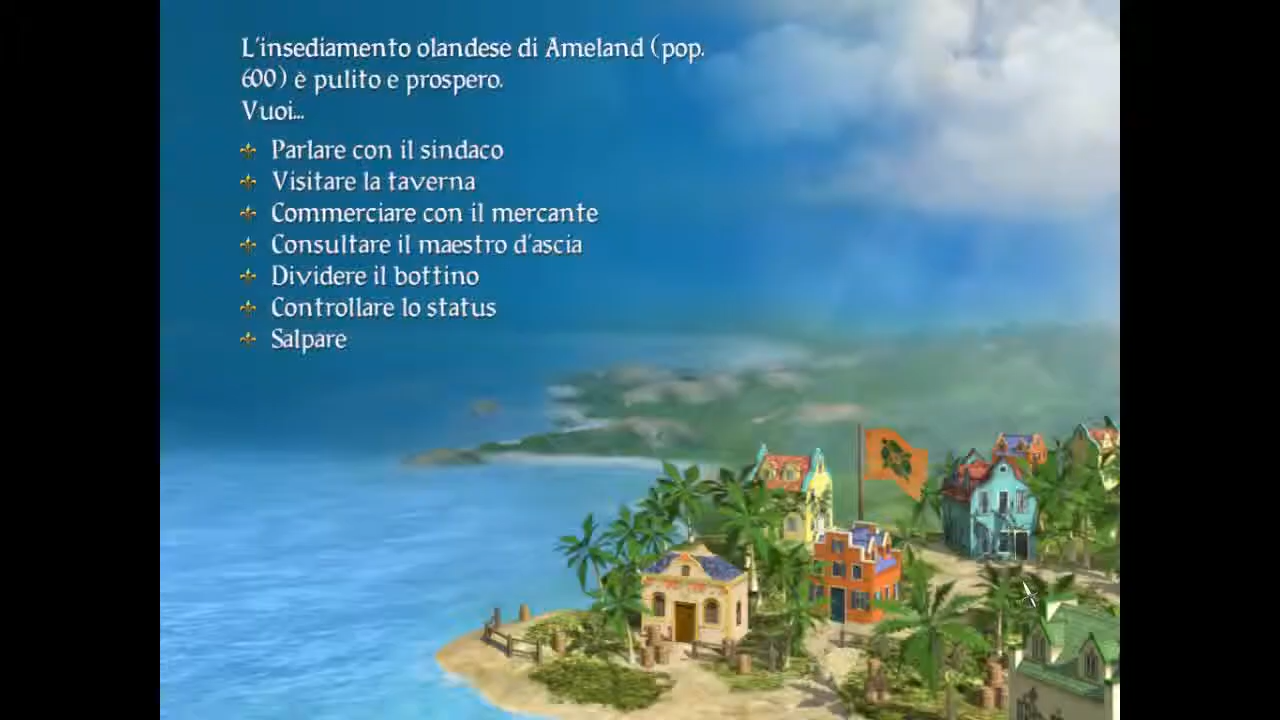 L'insediamento olandese di Ameland (pop.
600) è pulito e prospero.
Vuoi...
Parlare con il sindaco
Visitare la taverna
Commerciare con il mercante
Consultare il maestro d'ascia
Dividere il bottino
Controllare lo status
Salpare